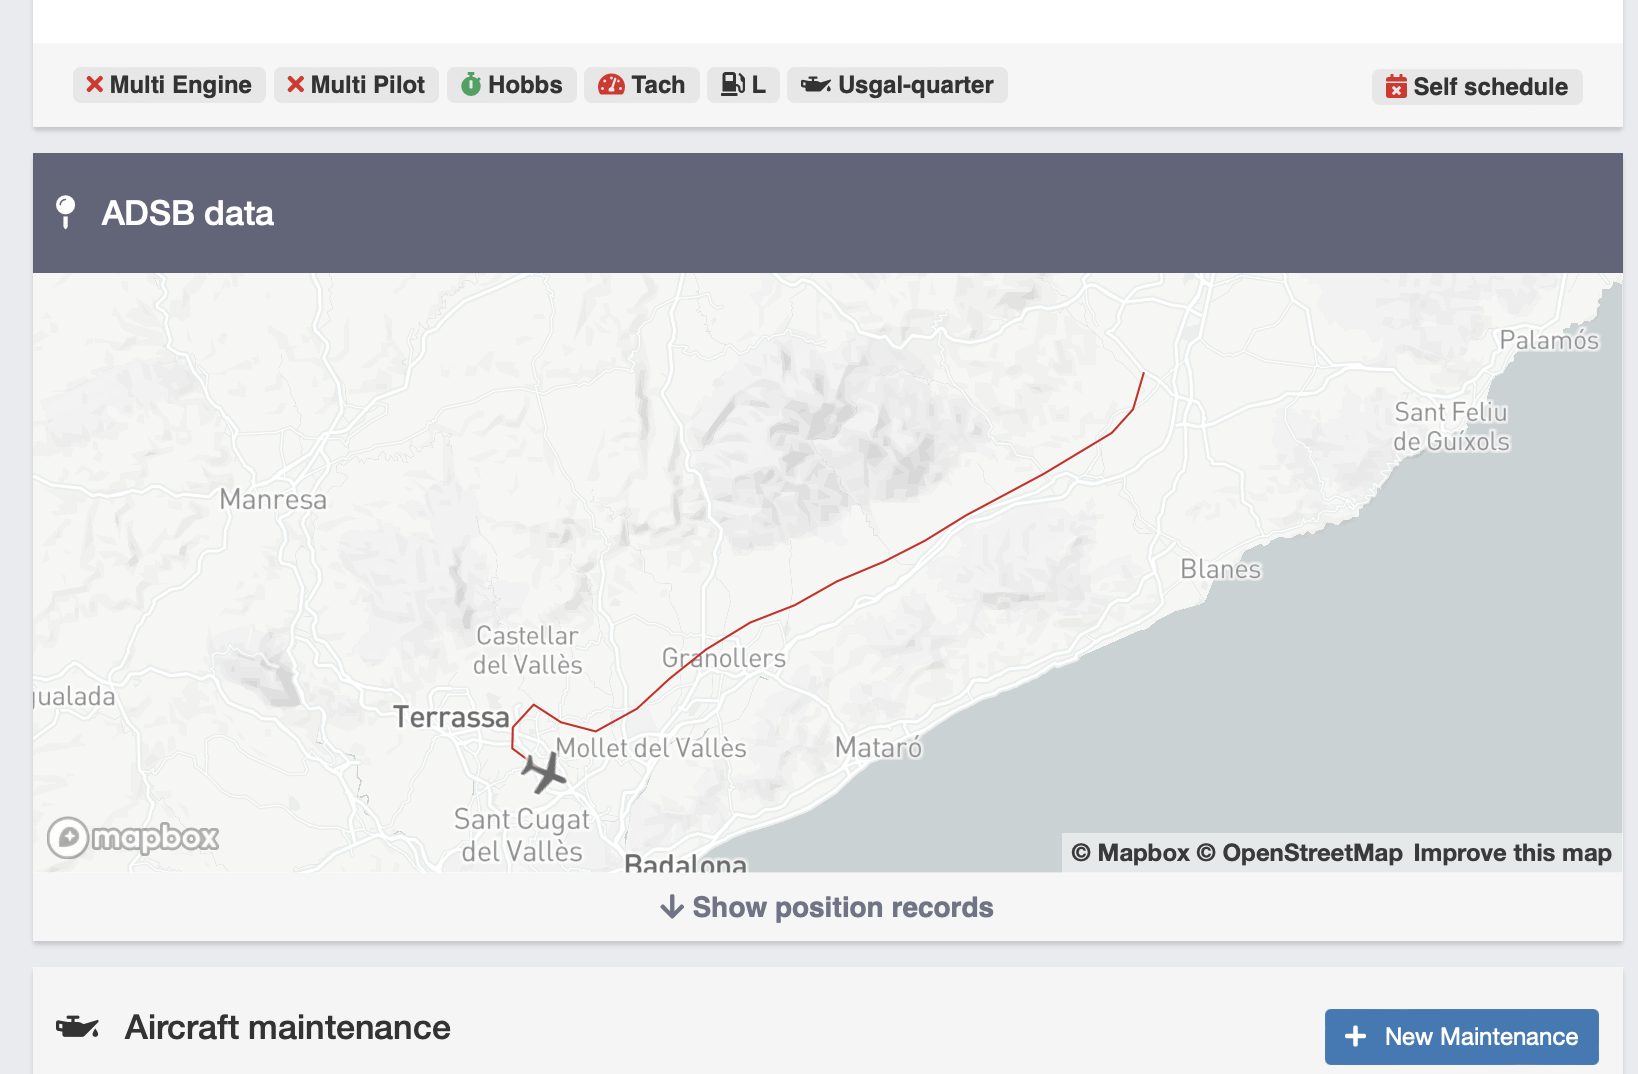 Multi Engine Multi Pilot Hobbs Tach L Usgal-quarter Self schedule
ADSB data
Palamós
Sant Feliu
de Guíxols
Manresa
Blanes
Castellar
del Vallès
Granollers
gualada
Terrassa
Mollet del Vallès
Mataró
Sant Cugat
del Vallès
Badalona
mapbox
© Mapbox © OpenStreetMap Improve this map
Show position records
Aircraft maintenance
New Maintenance